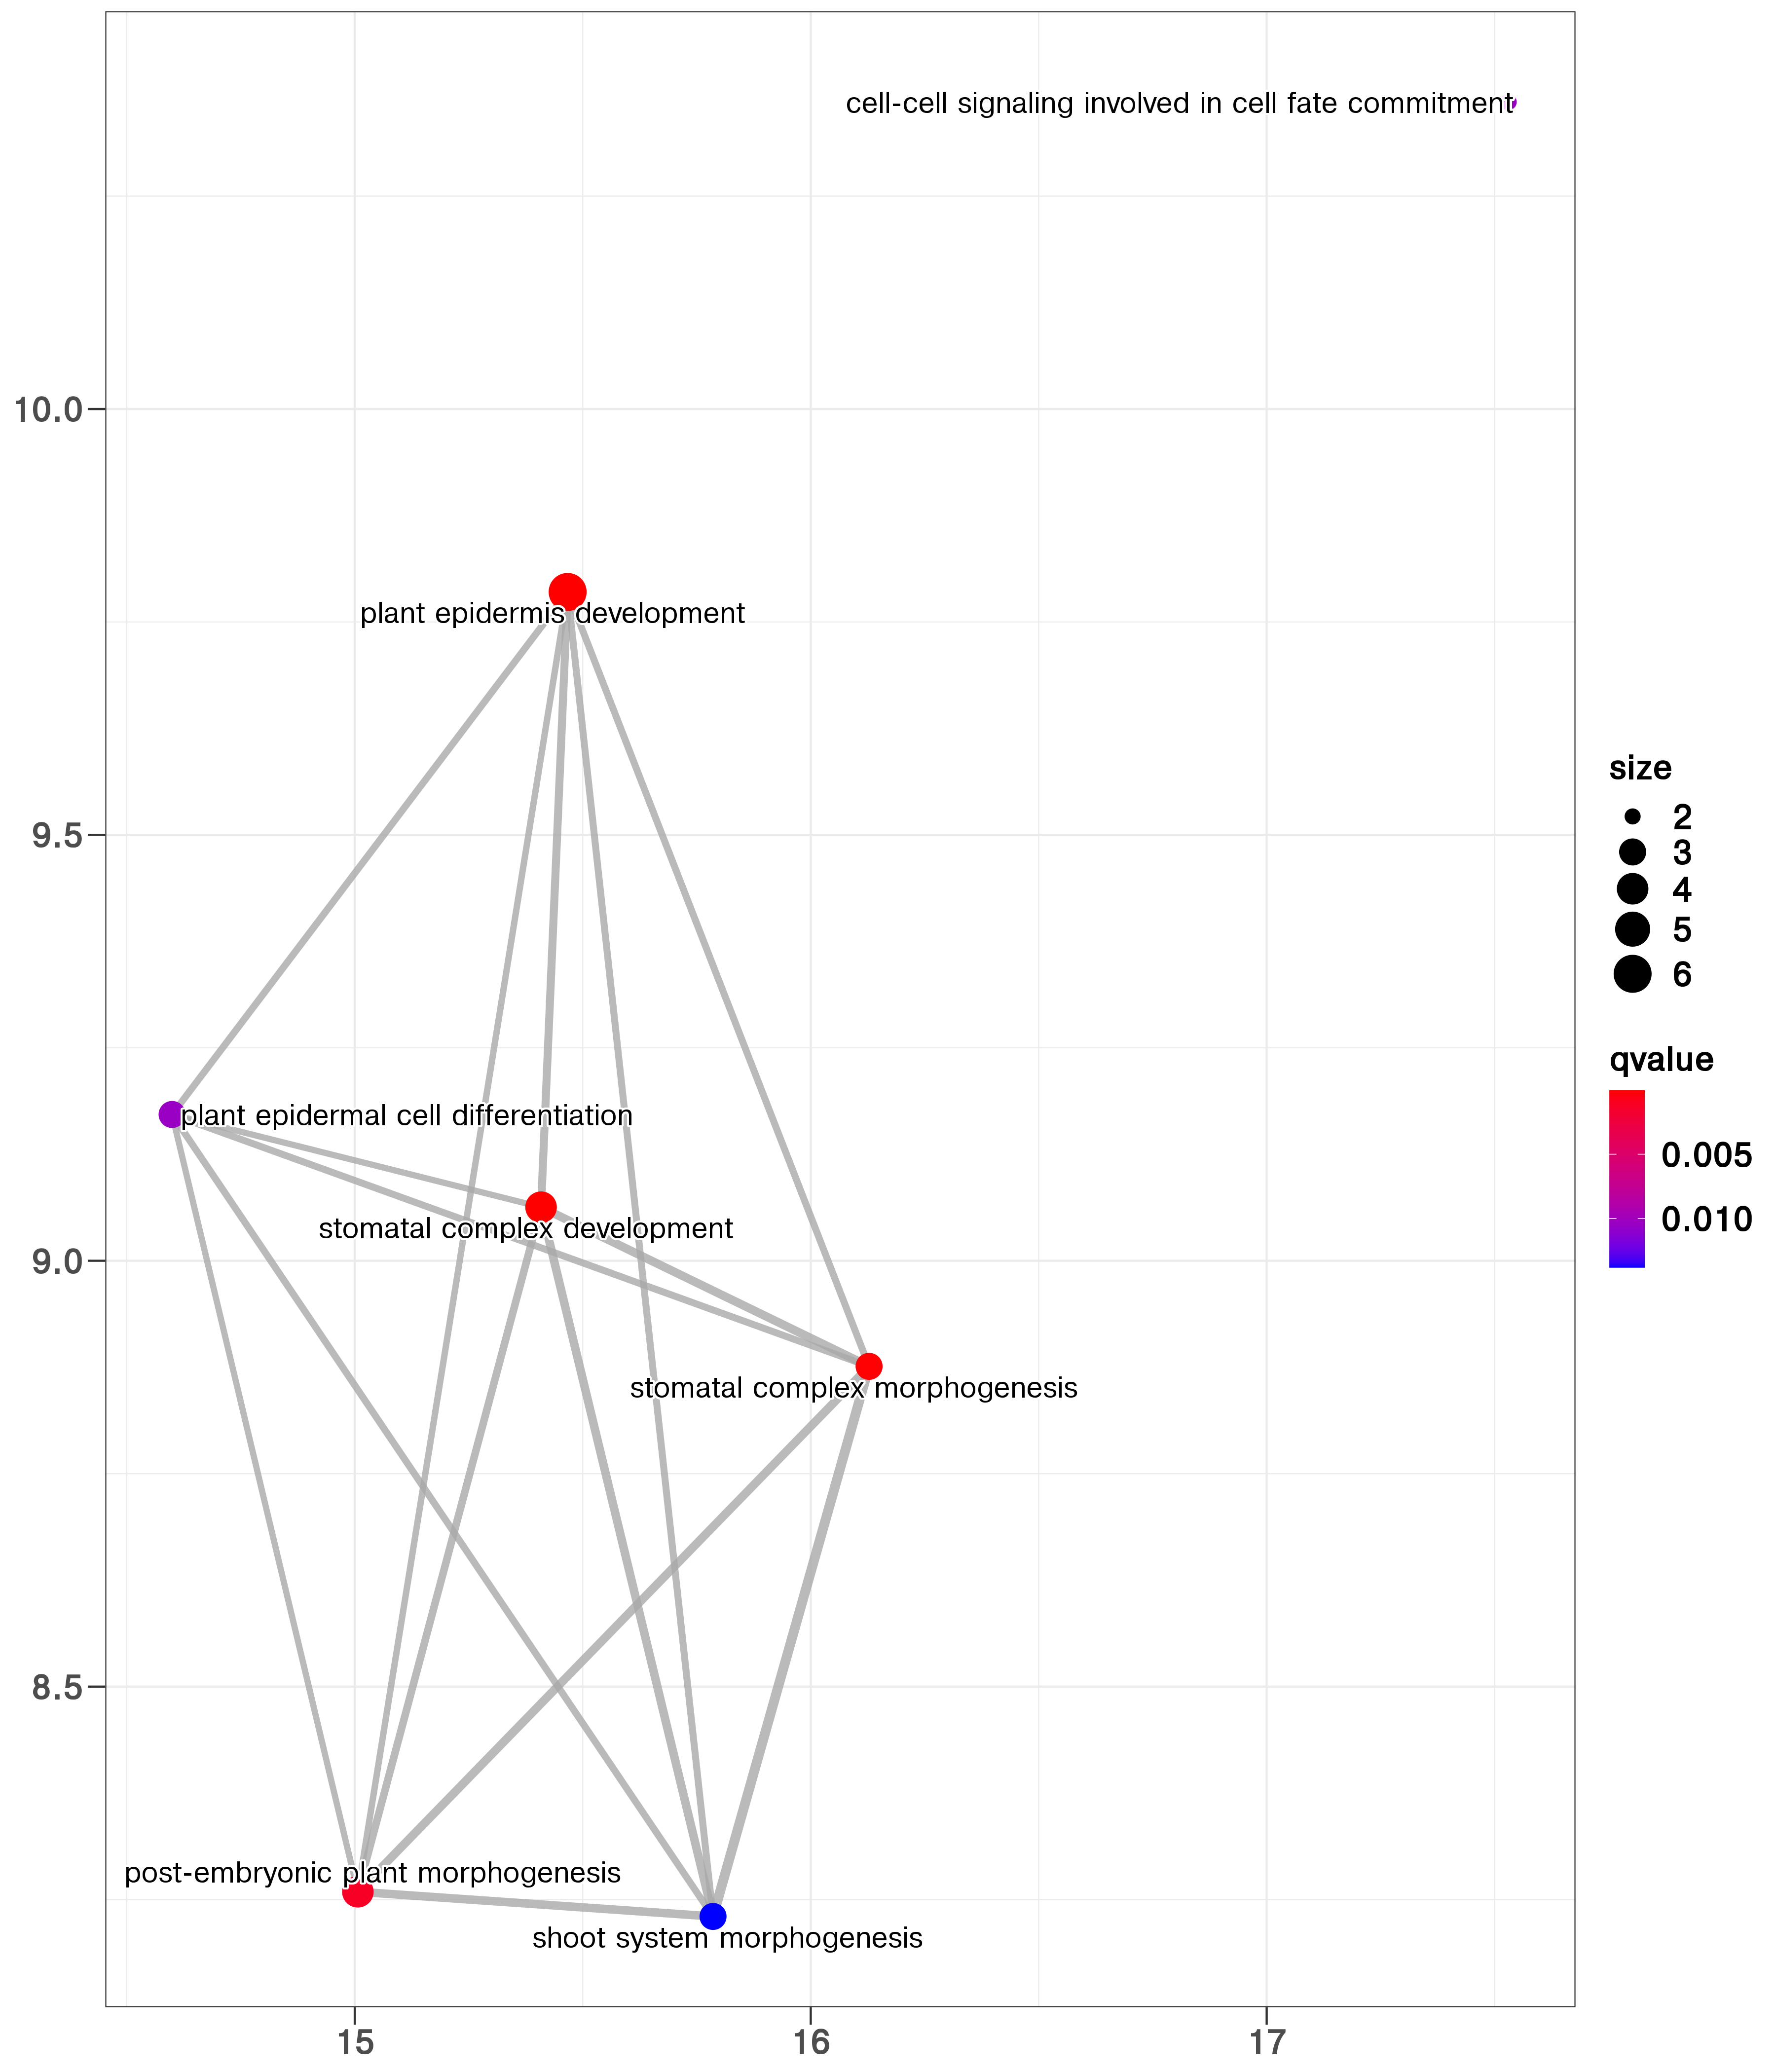 cell-cell signaling involved in cell fate commitment
10.0
plant epidermis development
9.5
size
2
3
4
5
6
qvalue
0.005
0.010
plant epidermal cell differentiation
stomatal complex development
9.0
stomatal complex morphogenesis
8.5
post-embryonic plant morphogenesis
shoot system morphogenesis
15
16
17